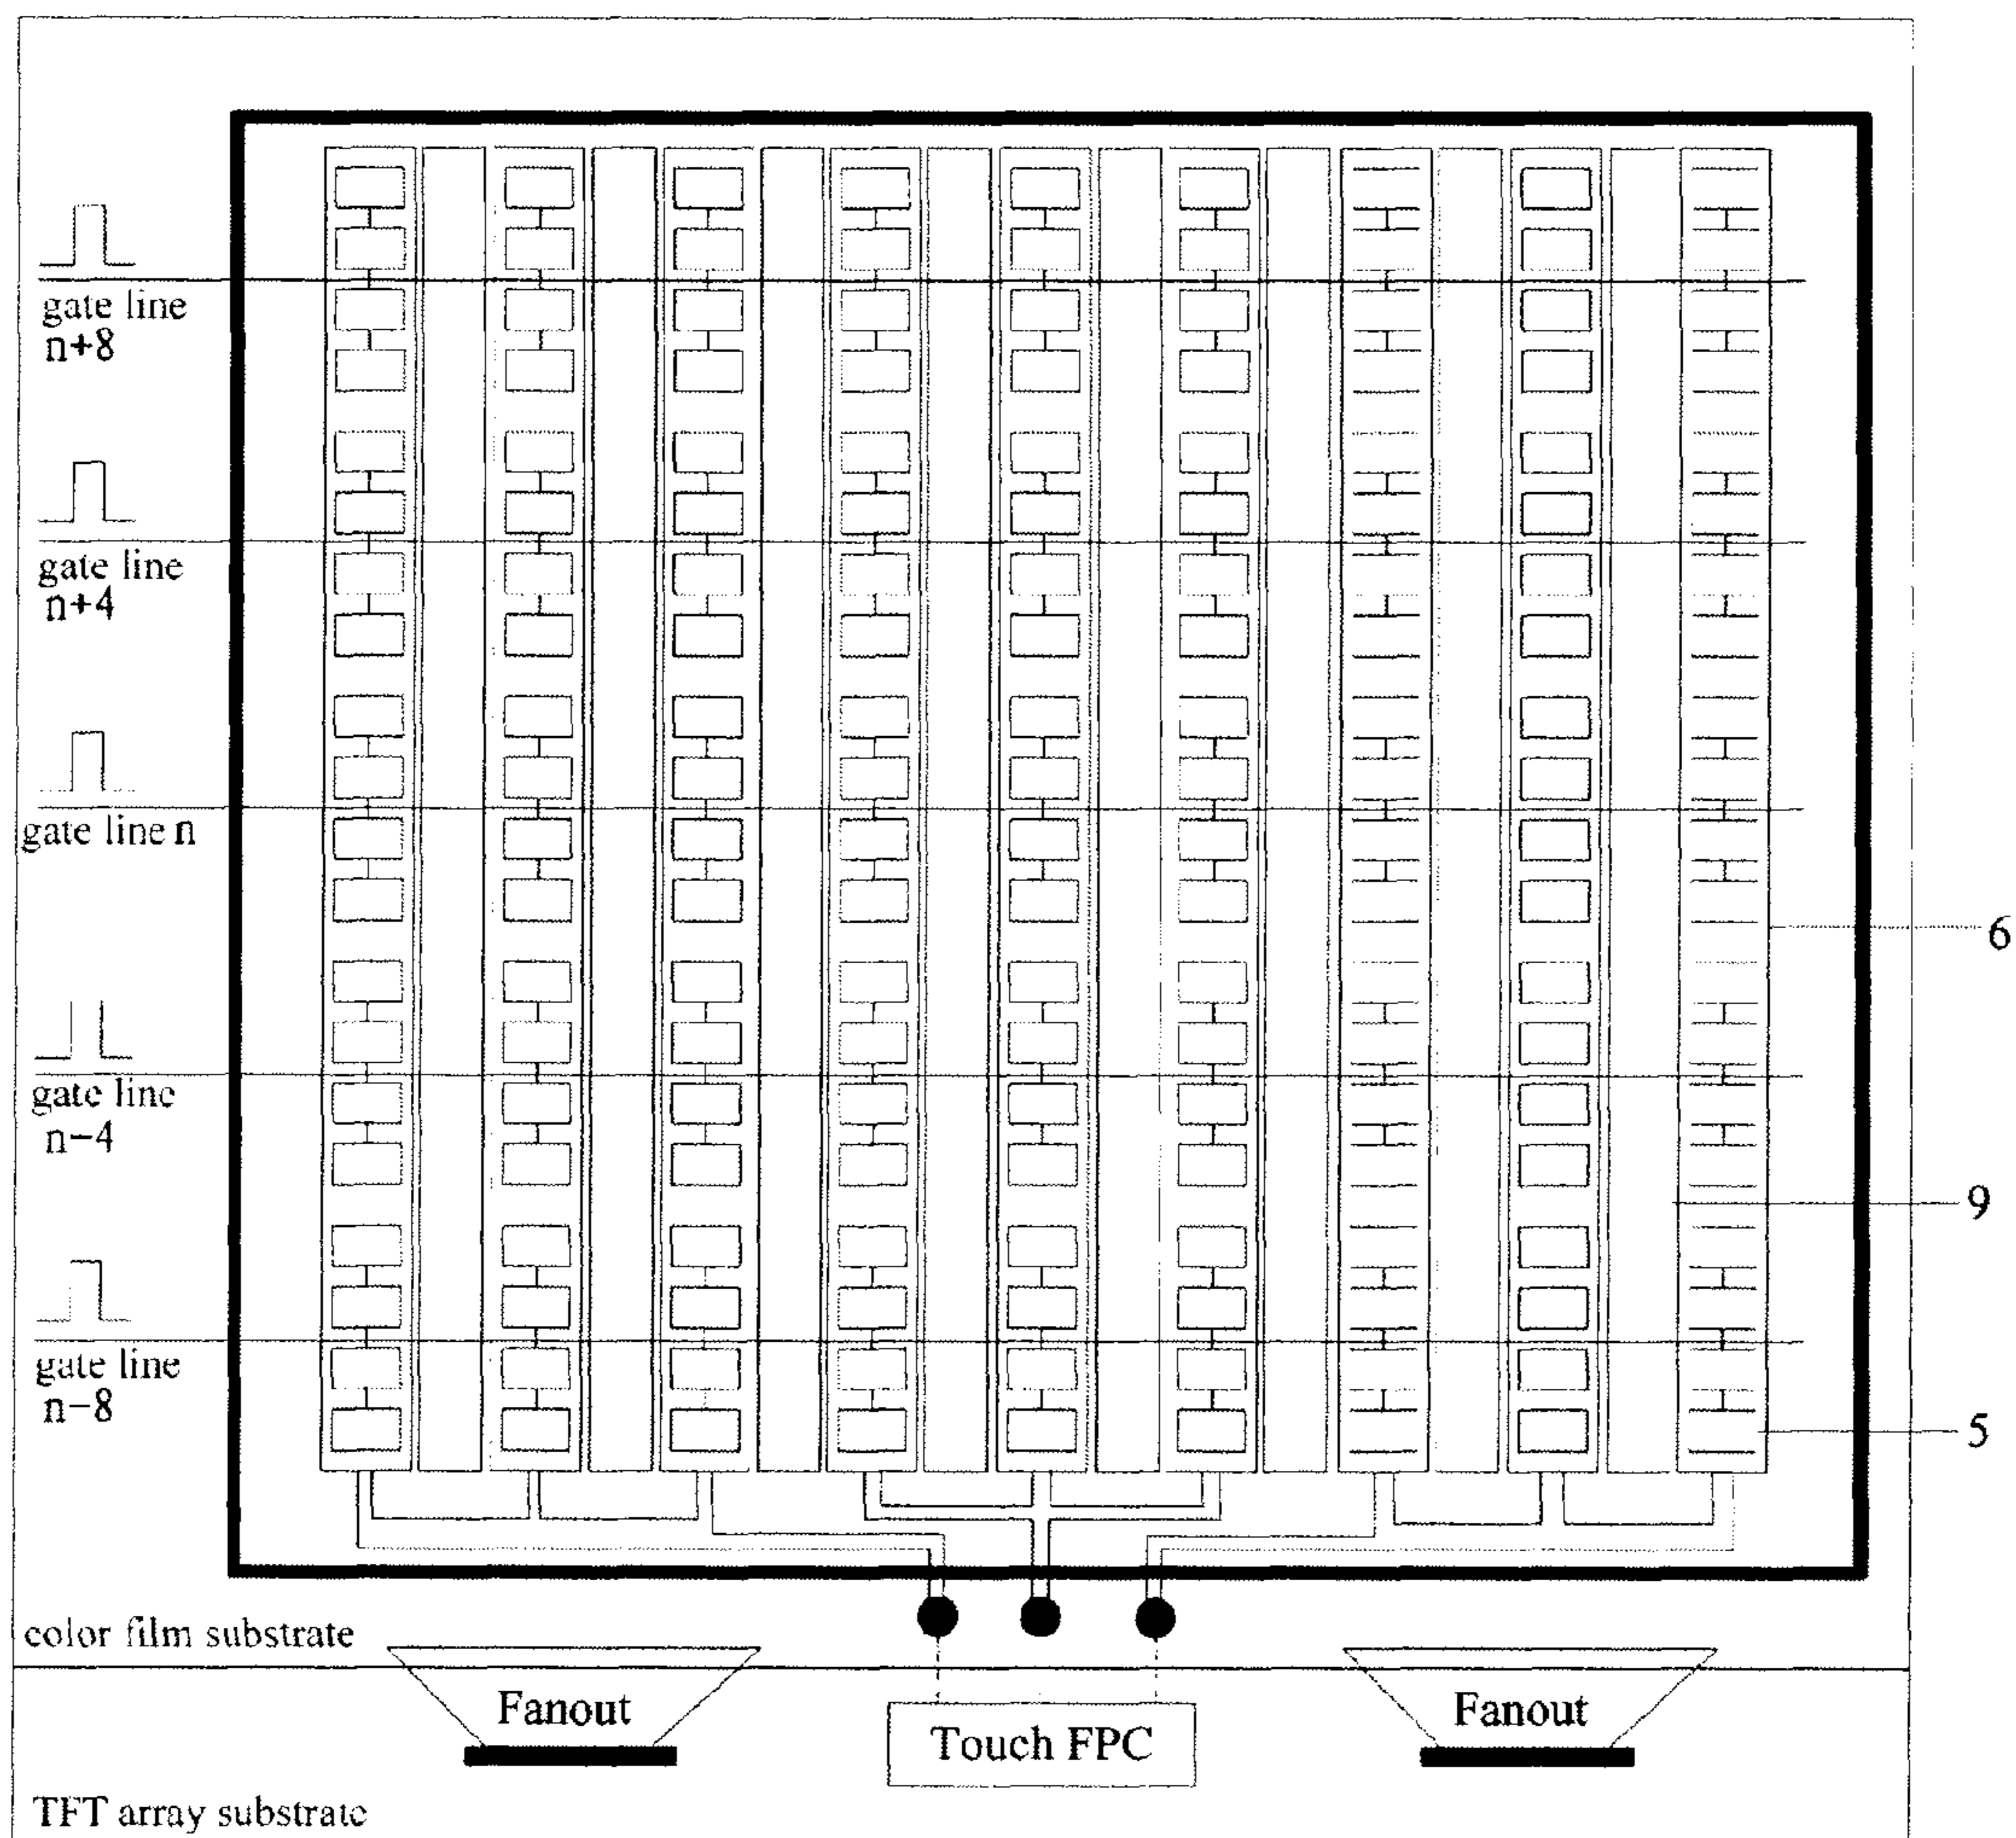 gate line
n+8
gate line
n+4
gate line n
6
gate line
n−4
9
gate line
n−8
5
color film substrate
Fanout
Touch FPC
Fanout
TFT array substrate